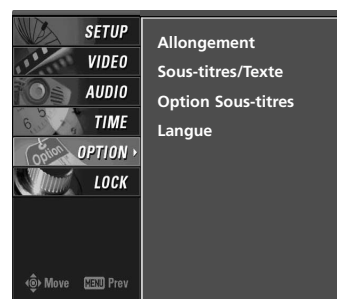 SETUP
VIDEO
AUDIO
TIME
OPTION
LOCK
Move MENU Prev
Allongement
Sous-titres/Texte
Option Sous-titres
Langue